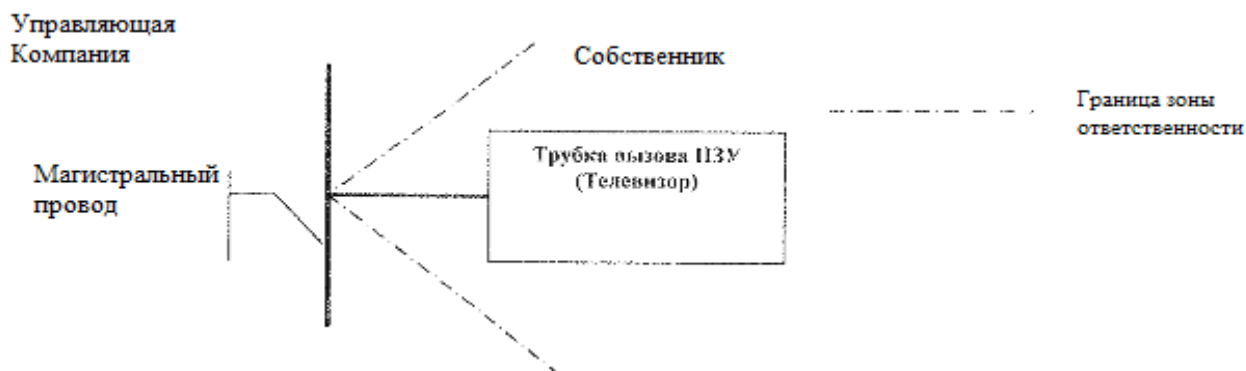 Управляющая
Компания
Собственник
Граница зоны
ответственности
Трубка вызова ПЗУ
(Телевизор)
Магистральный
провод